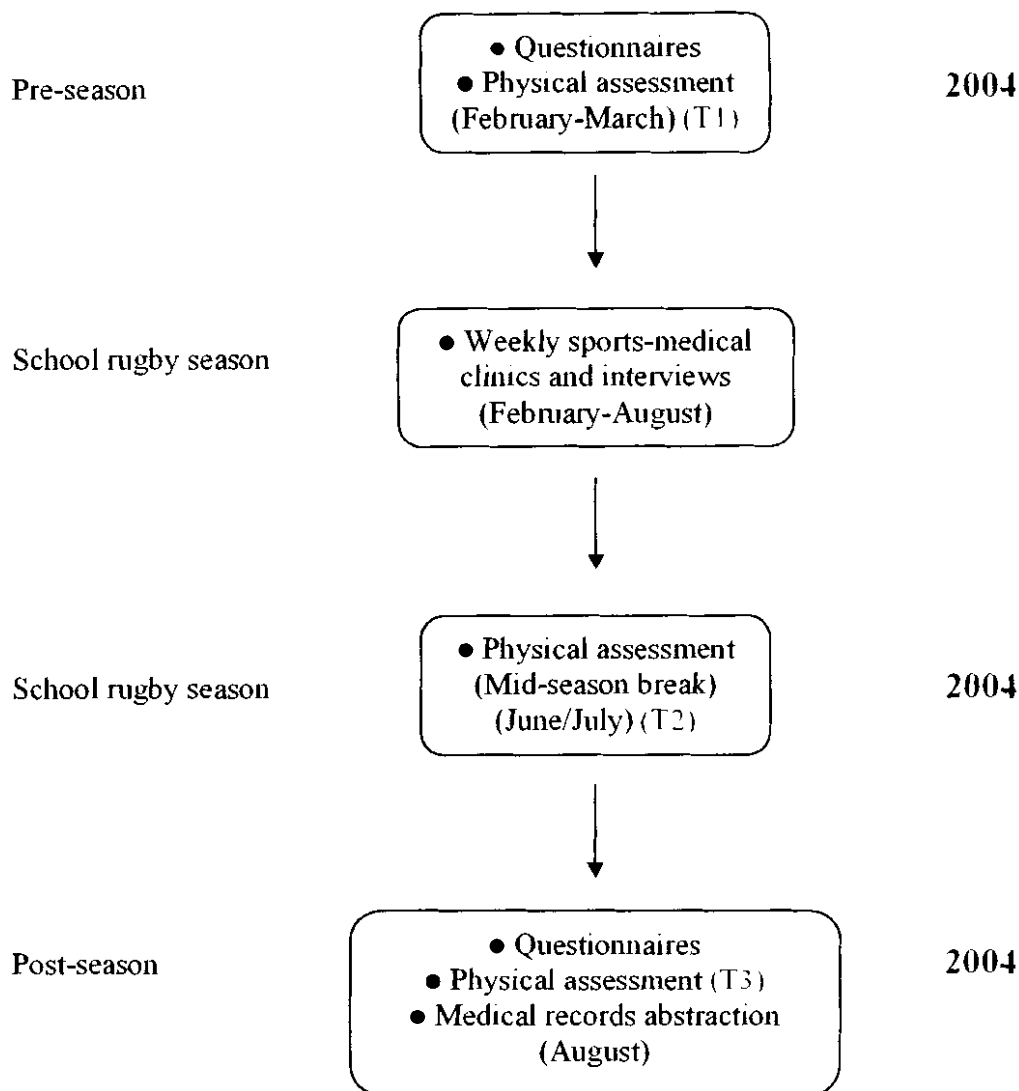 Pre-season
● Questionnaires
● Physical assessment
(February-March) (T1)
2004
School rugby season
● Weekly sports-medical
clinics and interviews
(February-August)
School rugby season
● Physical assessment
(Mid-season break)
(June/July) (T2)
2004
Post-season
● Questionnaires
● Physical assessment (T3)
● Medical records abstraction
(August)
2004